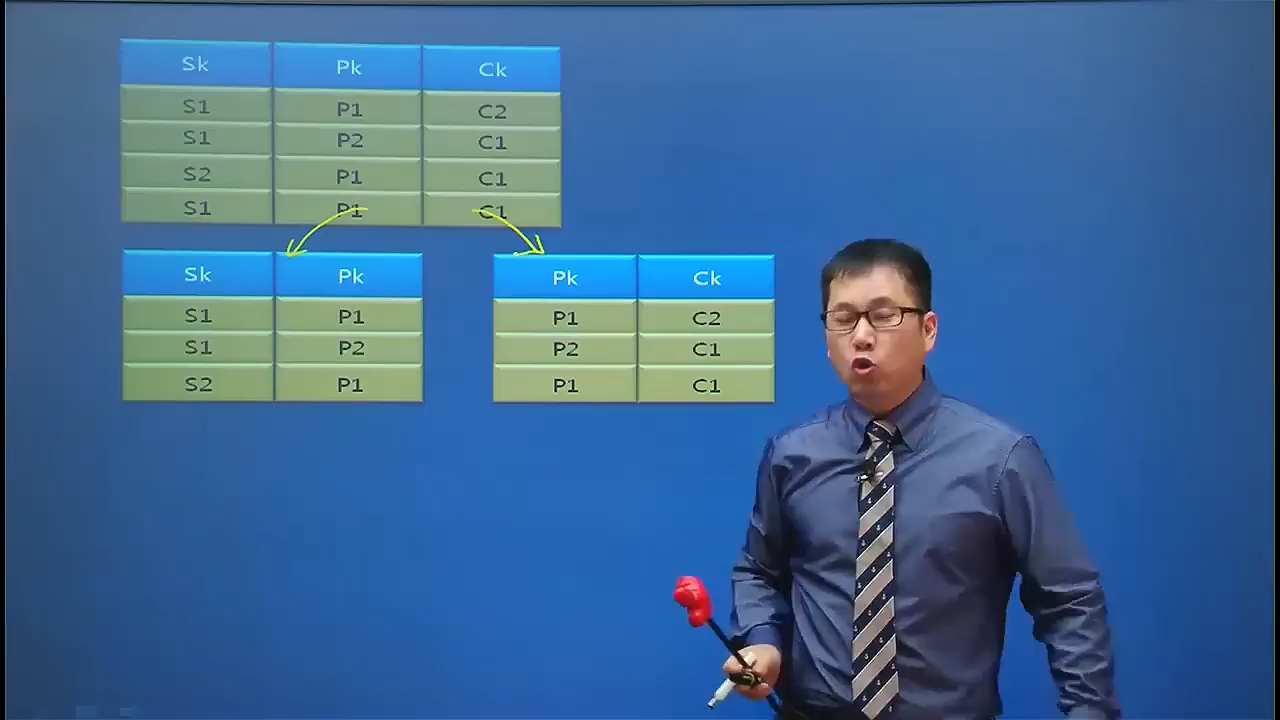 Sk Pk Ck
S1 P1 C2
S1 P2 C1
S2 P1 C1
S1 P1 C1
Sk Pk
S1 P1
S1 P2
S2 P1
Pk Ck
P1 C2
P2 C1
P1 C1